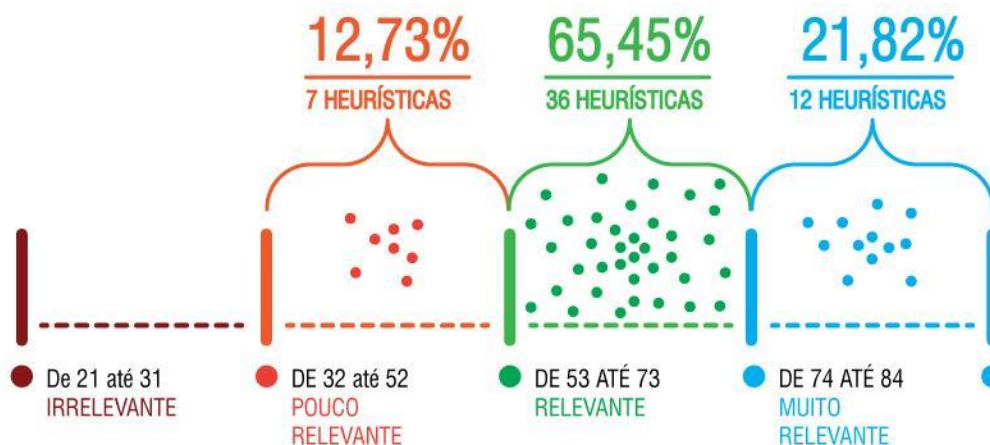 12,73%
7 HEURÍSTICAS
65,45%
36 HEURÍSTICAS
21,82%
12 HEURÍSTICAS
De 21 até 31
IRRELEVANTE
DE 32 até 52
POUCO
RELEVANTE
DE 53 ATÉ 73
RELEVANTE
DE 74 ATÉ 84
MUITO
RELEVANTE